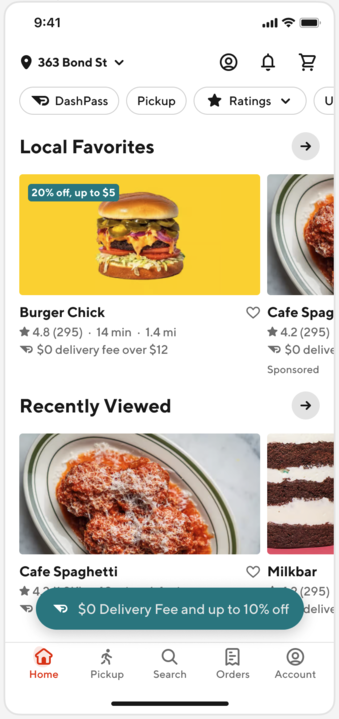 9:41
363 Bond St
DashPass Pickup Ratings U
Local Favorites
20% off, up to $5
Burger Chick
4.8 (295) · 14 min · 1.4 mi
$0 delivery fee over $12
Cafe Spag
4.2 (295)
$0 delive
Sponsored
Recently Viewed
Cafe Spaghetti
Milkbar
(295)
delive
$0 Delivery Fee and up to 10% off
Home Pickup Search Orders Account